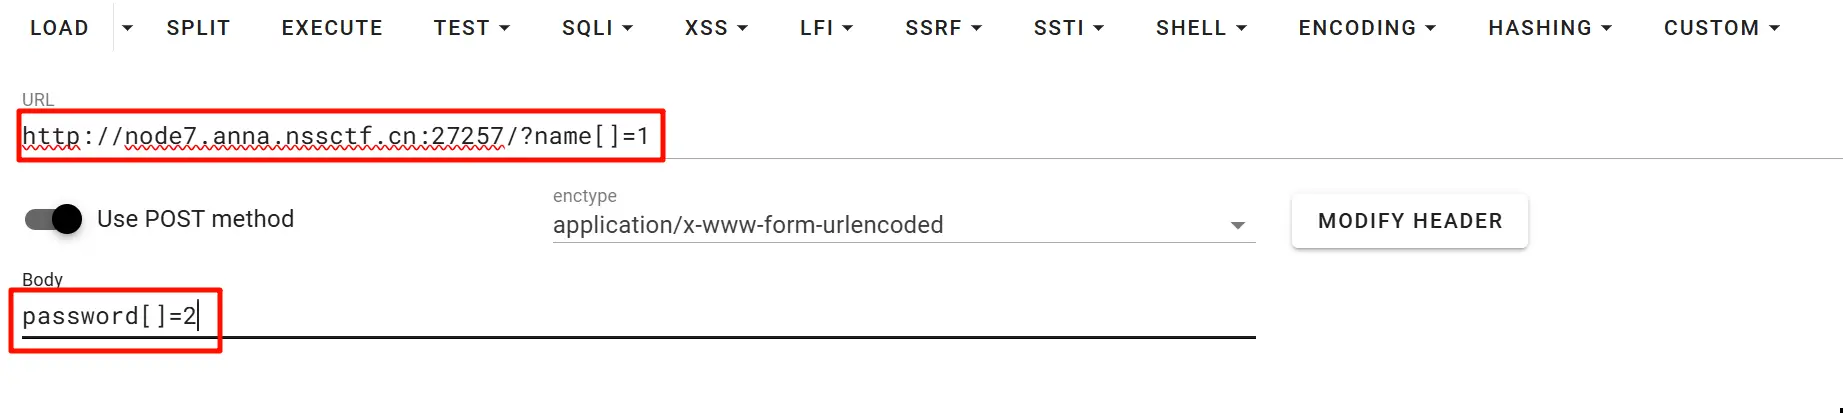 LOAD SPLIT EXECUTE TEST SQLI XSS LFI SSRF SSTI SHELL ENCODING HASHING CUSTOM
URL
http://node7.anna.nssctf.cn:27257/?name[]=1
Use POST method
enctype
application/x-www-form-urlencoded
MODIFY HEADER
Body
password[]=2